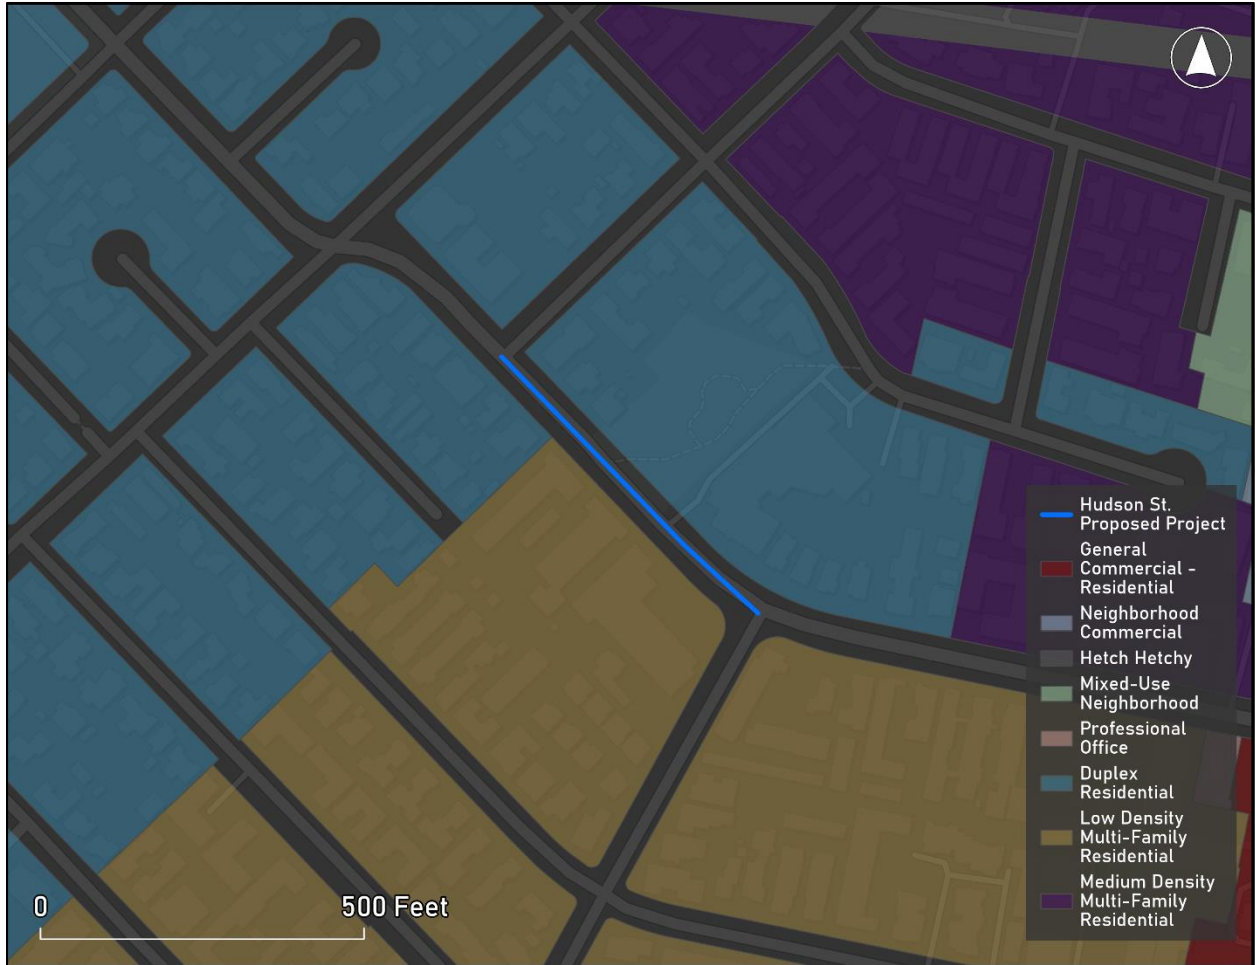 Hudson St.
Proposed Project
General
Commercial -
Residential
Neighborhood
Commercial
Hetch Hetchy
Mixed-Use
Neighborhood
Professional
Office
Duplex
Residential
Low Density
Multi-Family
Residential
Medium Density
Multi-Family
Residential
0 500 Feet